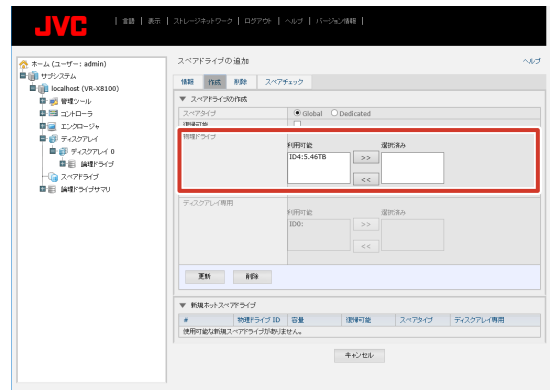 JVC
| 言語 | 表示 | ストレージネットワーク | ログアウト | ヘルプ | バージョン情報 |
ホーム (ユーザー: admin)
サブシステム
localhost (VR-X8100)
管理ツール
コントローラ
エンクロージャ
ディスクアレイ
ディスクアレイ 0
論理ドライブ
スペアドライブ
論理ドライブサマリ
スペアドライブの追加
ヘルプ
情報 作成 削除 スペアチェック
▼ スペアドライブの作成
スペアタイプ Global Dedicated
復帰可能
物理ドライブ
利用可能 選択済み
ID4:5.46TB
>>
<<
ディスクアレイ専用
利用可能 選択済み
ID0:
>>
<<
更新 削除
▼ 新規ホットスペアドライブ
# 物理ドライブ ID 容量 復帰可能 スペアタイプ ディスクアレイ専用
使用可能な新規スペアドライブがありません。
キャンセル